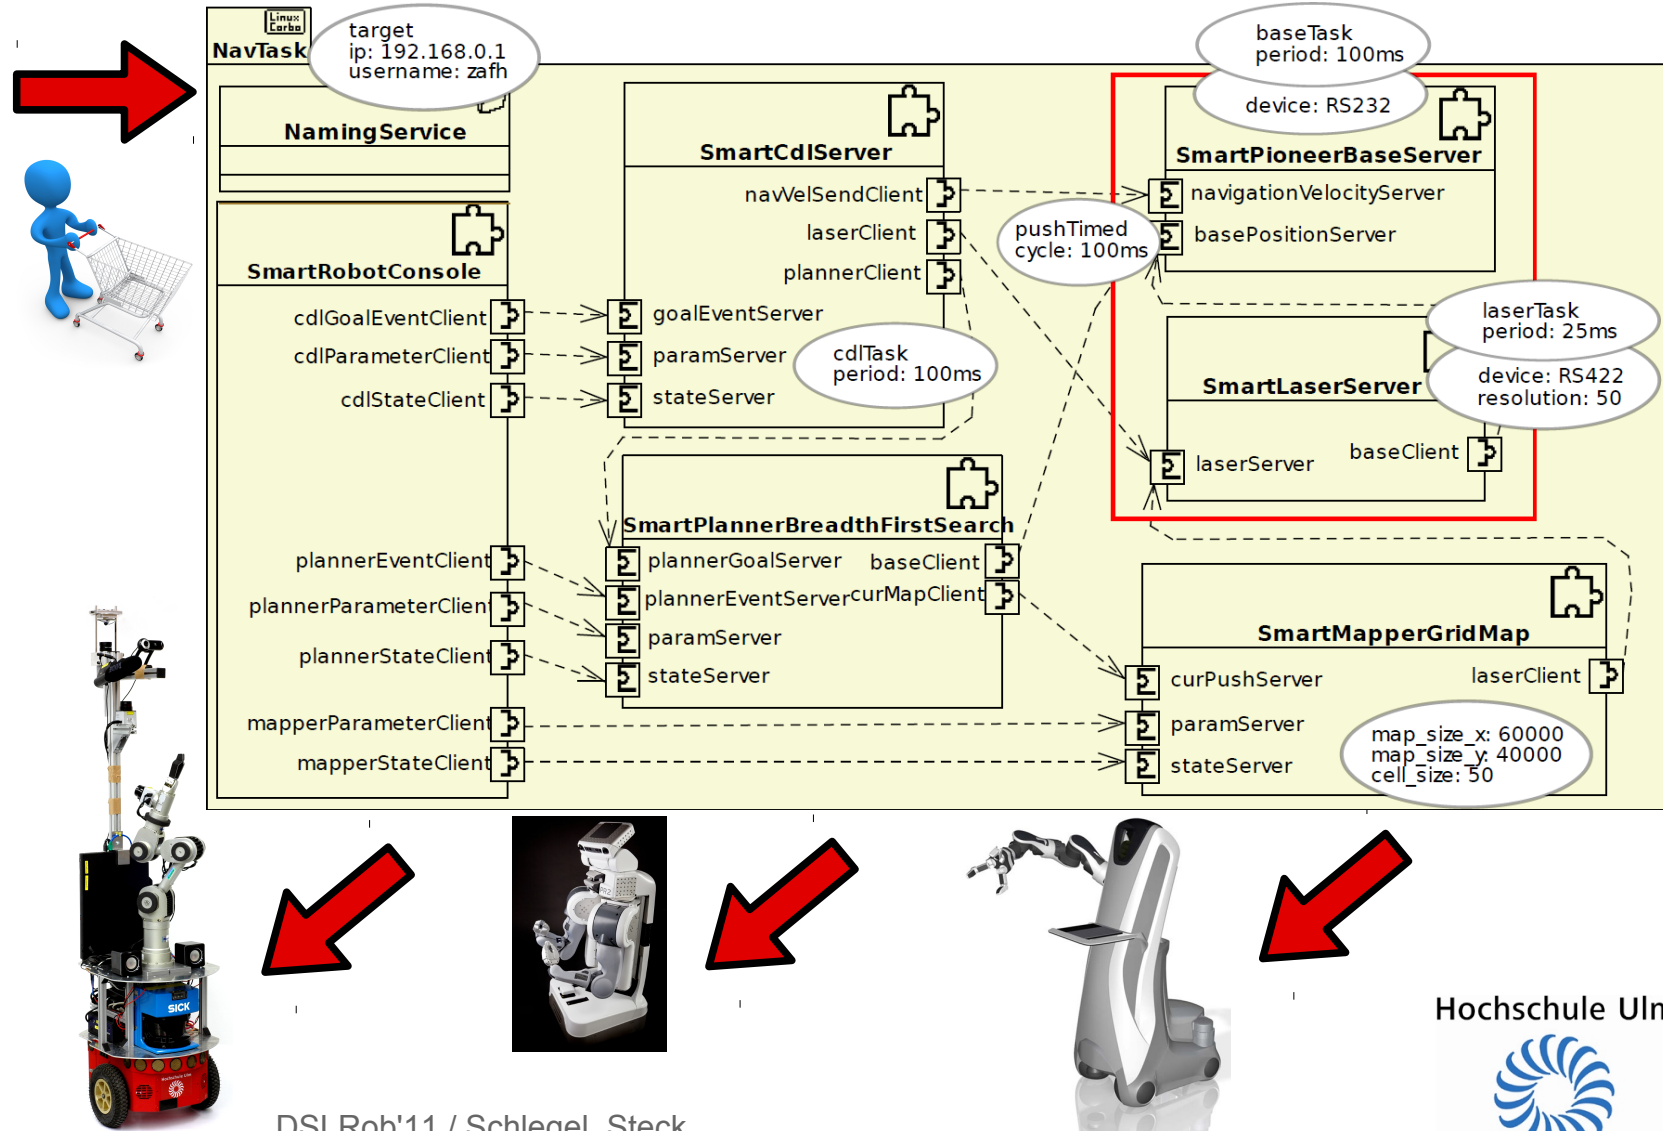 Linux
Corba
NavTask
target
ip: 192.168.0.1
username: zafh
NamingService
SmartRobotConsole
cdlGoalEventClient
cdlParameterClient
cdlStateClient
plannerEventClient
plannerParameterClient
plannerStateClient
mapperParameterClient
mapperStateClient
SmartCdlServer
navVelSendClient
laserClient
plannerClient
goalEventServer
paramServer
stateServer
cdlTask
period: 100ms
SmartPlannerBreadthFirstSearch
plannerGoalServer
baseClient
plannerEventServer
curMapClient
paramServer
stateServer
baseTask
period: 100ms
device: RS232
SmartPioneerBaseServer
navigationVelocityServer
basePositionServer
pushTimed
cycle: 100ms
laserTask
period: 25ms
device: RS422
resolution: 50
SmartLaserServer
baseClient
laserServer
SmartMapperGridMap
laserClient
curPushServer
paramServer
stateServer
map_size_x: 60000
map_size_y: 40000
cell_size: 50
PR2
SICK
Hochschule Ulm
Hochschule Ulm
DSLRob'11 / Schlegel, Steck